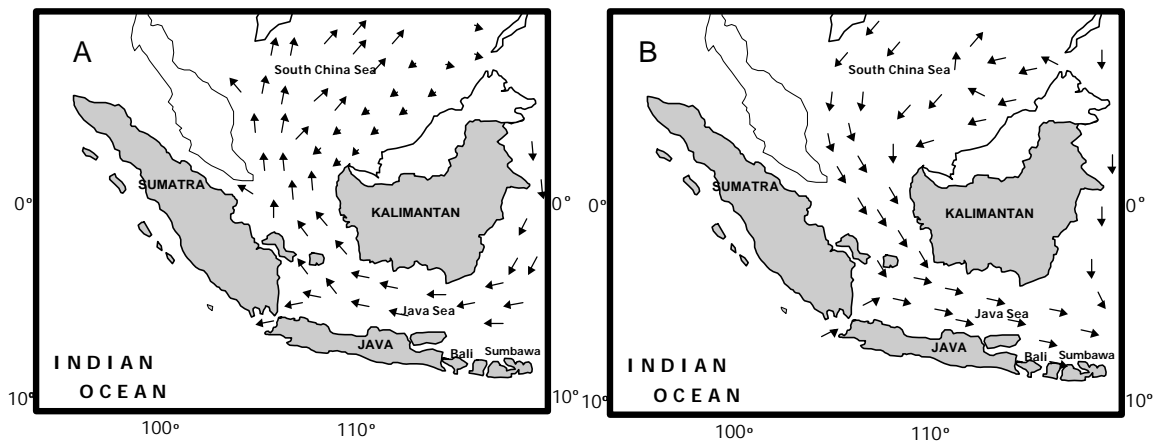 A
South China Sea
SUMATRA
0°
KALIMANTAN
0°
Java Sea
JAVA
Bali
Sumbawa
INDIAN
OCEAN
10°
10°
100°
110°
B
South China Sea
SUMATRA
0°
KALIMANTAN
0°
Java Sea
JAVA
Bali
Sumbawa
INDIAN
OCEAN
10°
10°
100°
110°